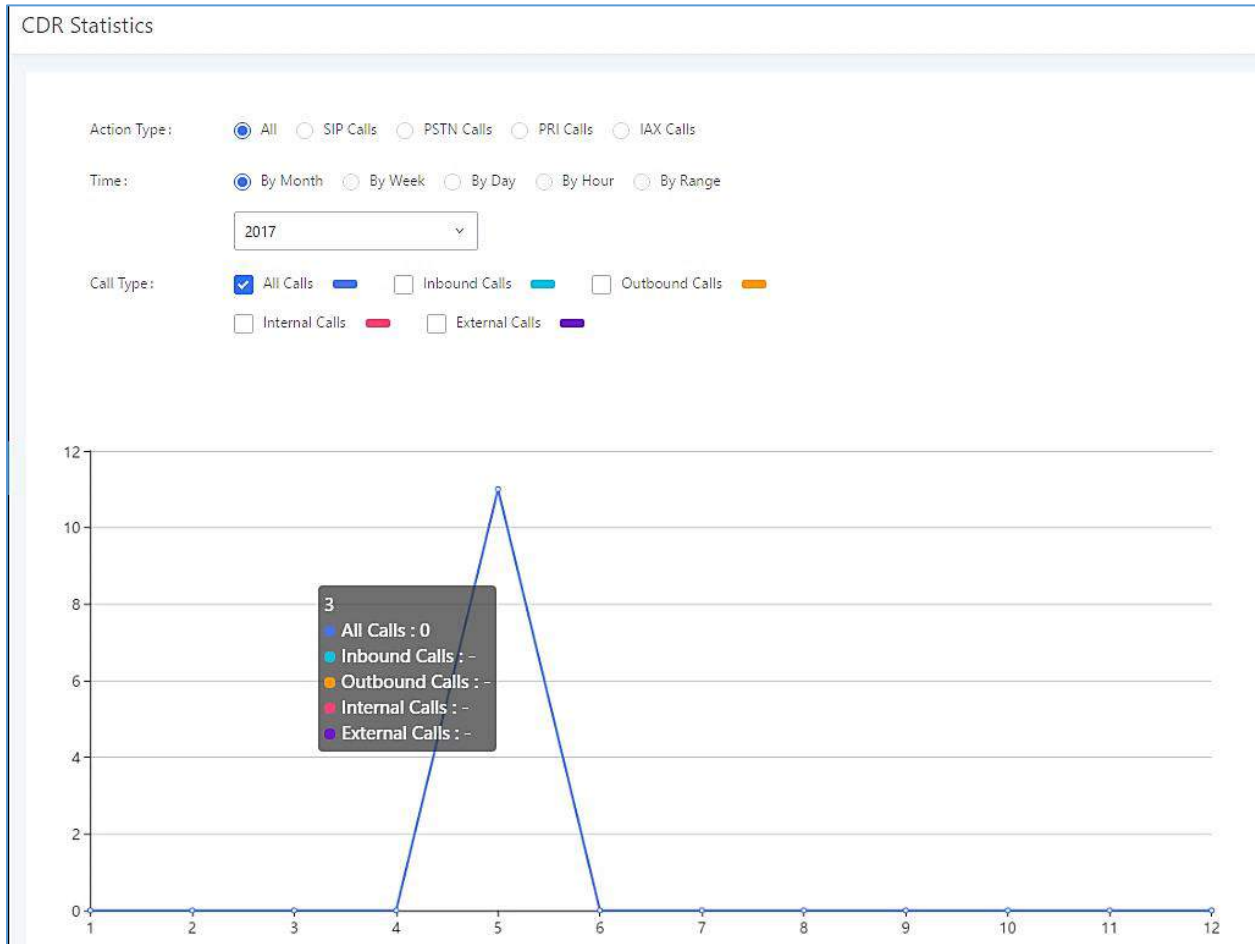 CDR Statistics
Action Type: All SIP Calls PSTN Calls PRI Calls IAX Calls
Time: By Month By Week By Day By Hour By Range
2017
Call Type: All Calls Inbound Calls Outbound Calls
Internal Calls External Calls
12
10
8
3
All Calls : 0
Inbound Calls : -
6
Outbound Calls : -
Internal Calls : -
External Calls : -
4
2
0
1 2 3 4 5 6 7 8 9 10 11 12